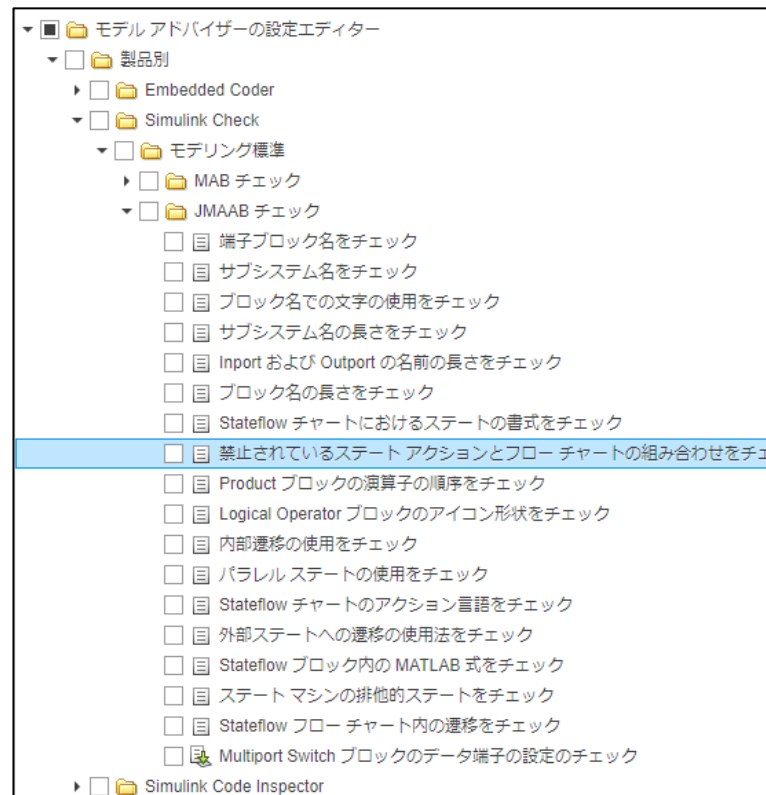 モデル アドバイザーの設定エディター
製品別
Embedded Coder
Simulink Check
モデリング標準
MAB チェック
JMAAB チェック
端子ブロック名をチェック
サブシステム名をチェック
ブロック名での文字の使用をチェック
サブシステム名の長さをチェック
Inport および Outport の名前の長さをチェック
ブロック名の長さをチェック
Stateflow チャートにおけるステートの書式をチェック
禁止されているステート アクションとフロー チャートの組み合わせをチェ
Product ブロックの演算子の順序をチェック
Logical Operator ブロックのアイコン形状をチェック
内部遷移の使用をチェック
パラレル ステートの使用をチェック
Stateflow チャートのアクション言語をチェック
外部ステートへの遷移の使用法をチェック
Stateflow ブロック内の MATLAB 式をチェック
ステート マシンの排他的ステートをチェック
Stateflow フロー チャート内の遷移をチェック
Multiport Switch ブロックのデータ端子の設定のチェック
Simulink Code Inspector